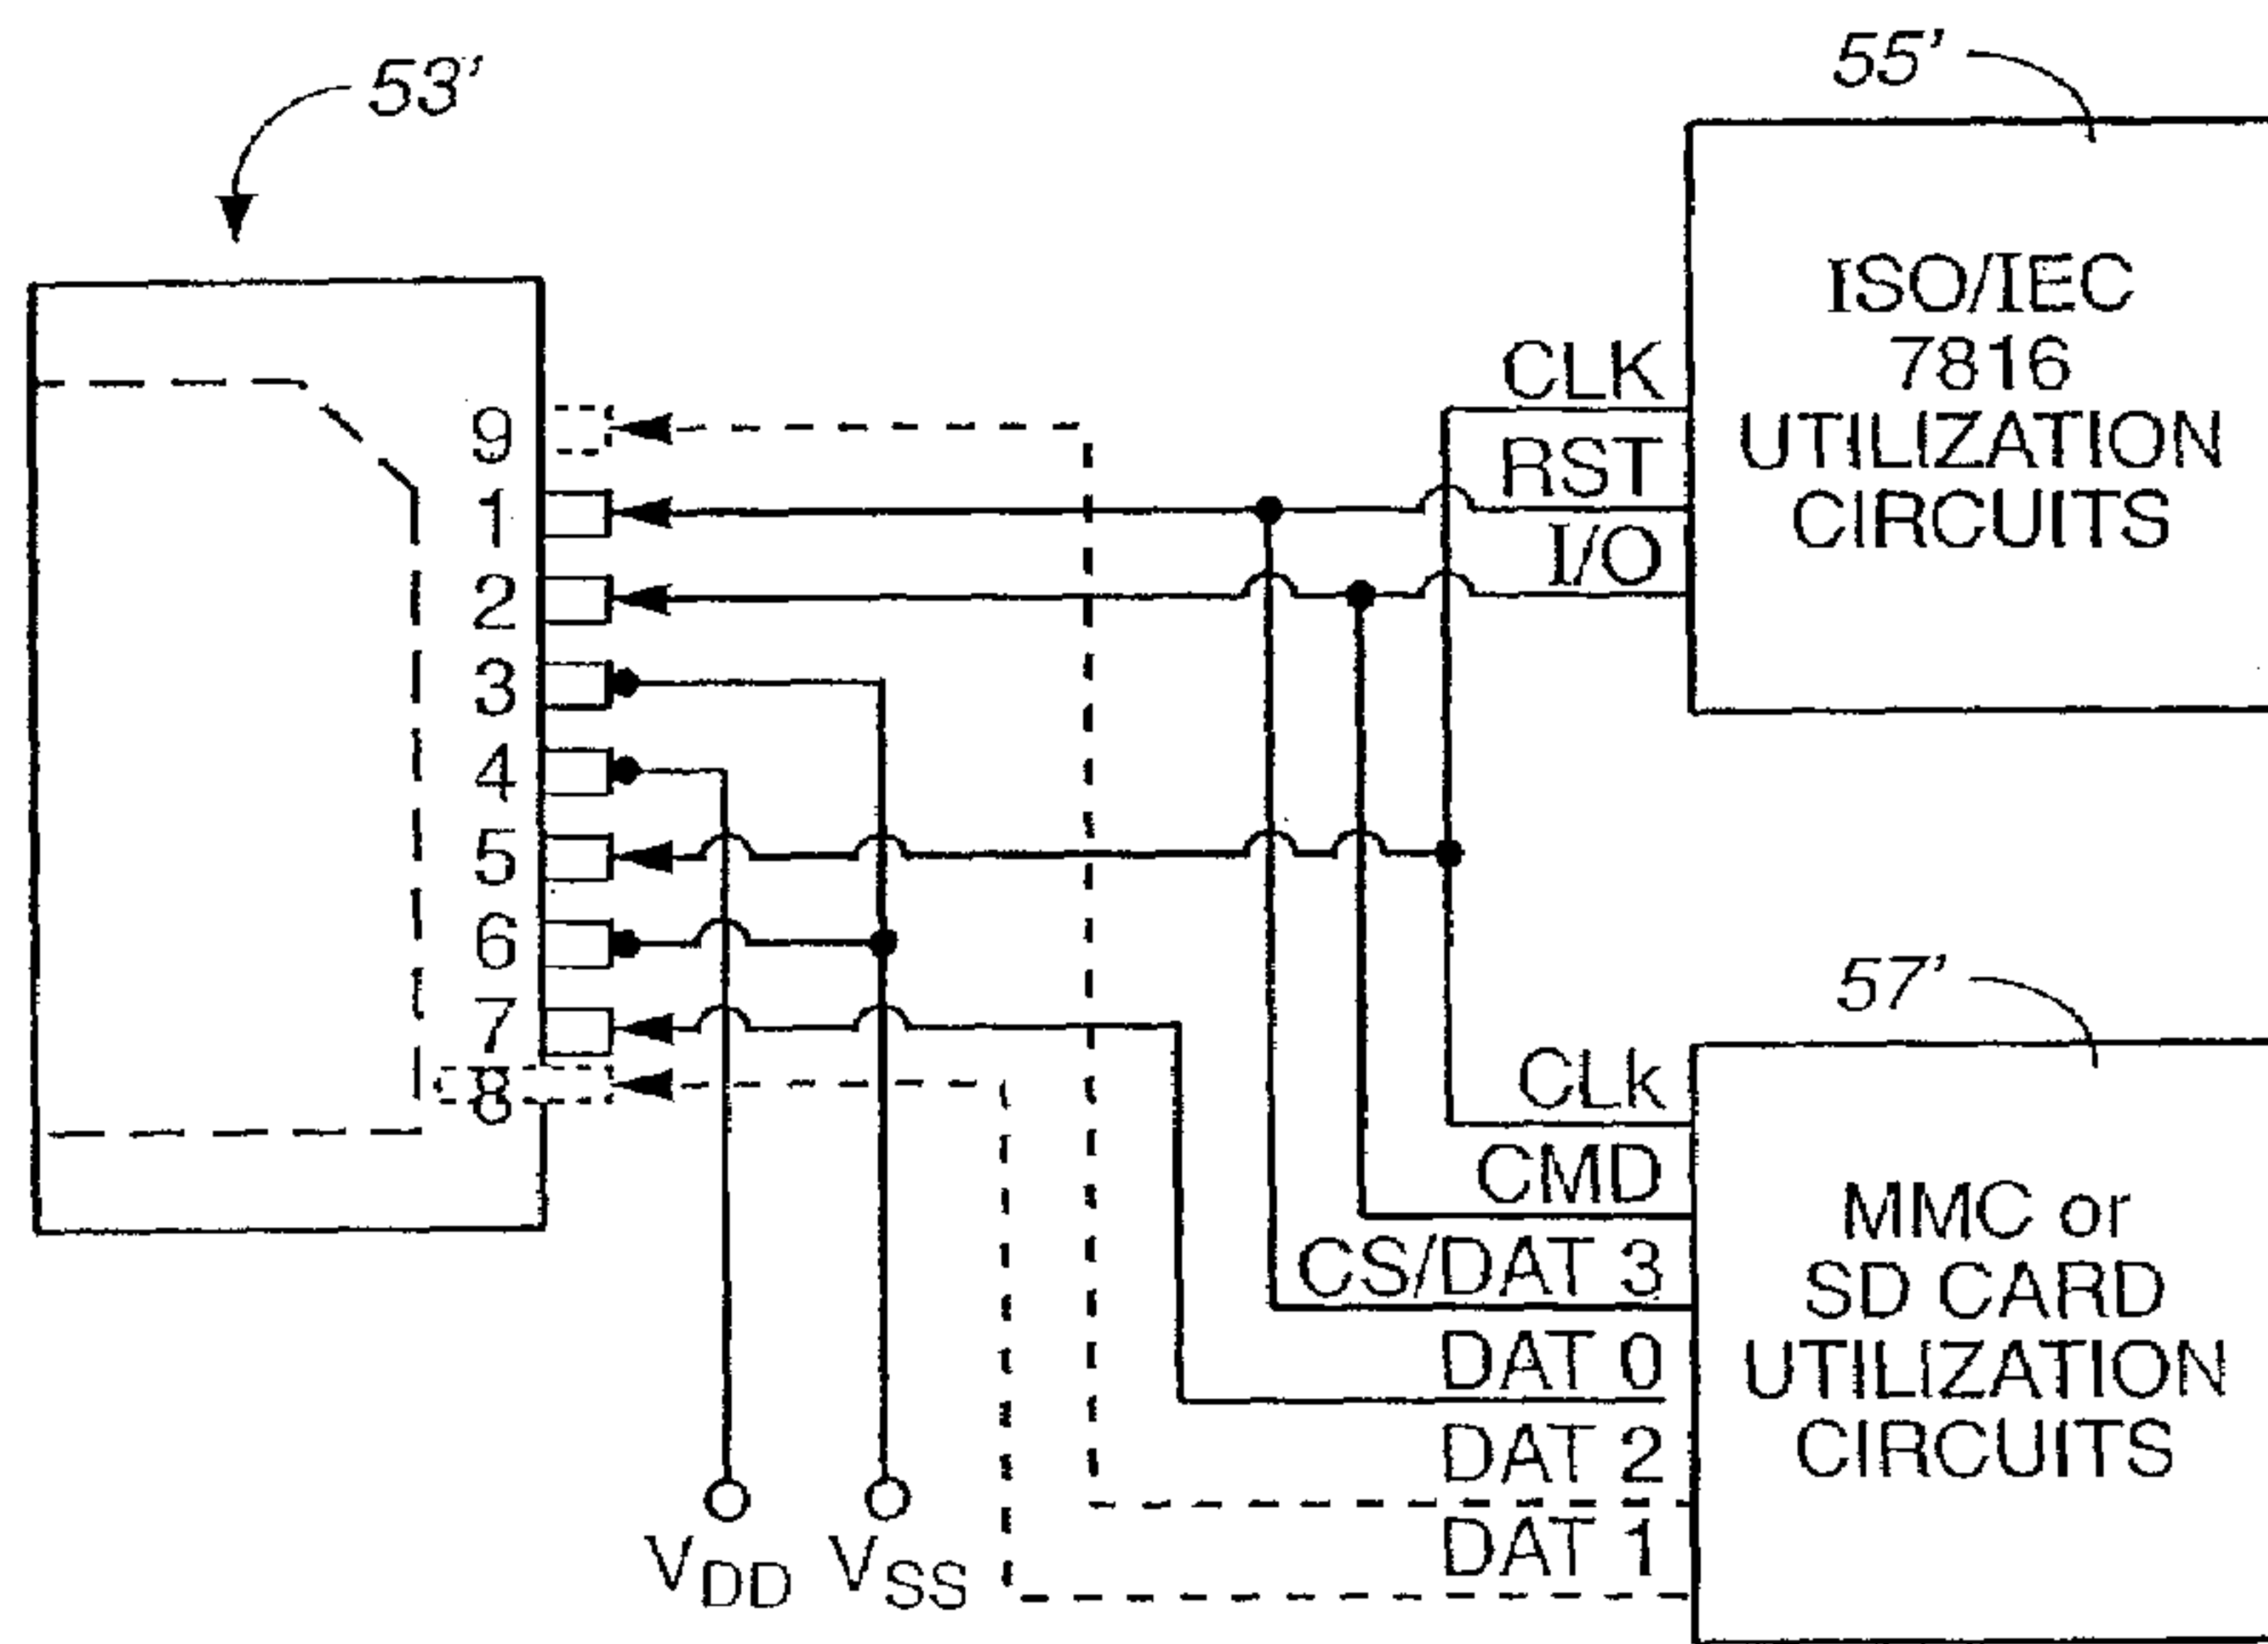 53'
55'
ISO/IEC
7816
UTILIZATION
CIRCUITS
CLK
RST
I/O
9
1
2
3
4
5
6
7
8
57'
CLk
CMD
CS/DAT 3
DAT 0
DAT 2
DAT 1
MMC or
SD CARD
UTILIZATION
CIRCUITS
VDD
VSS